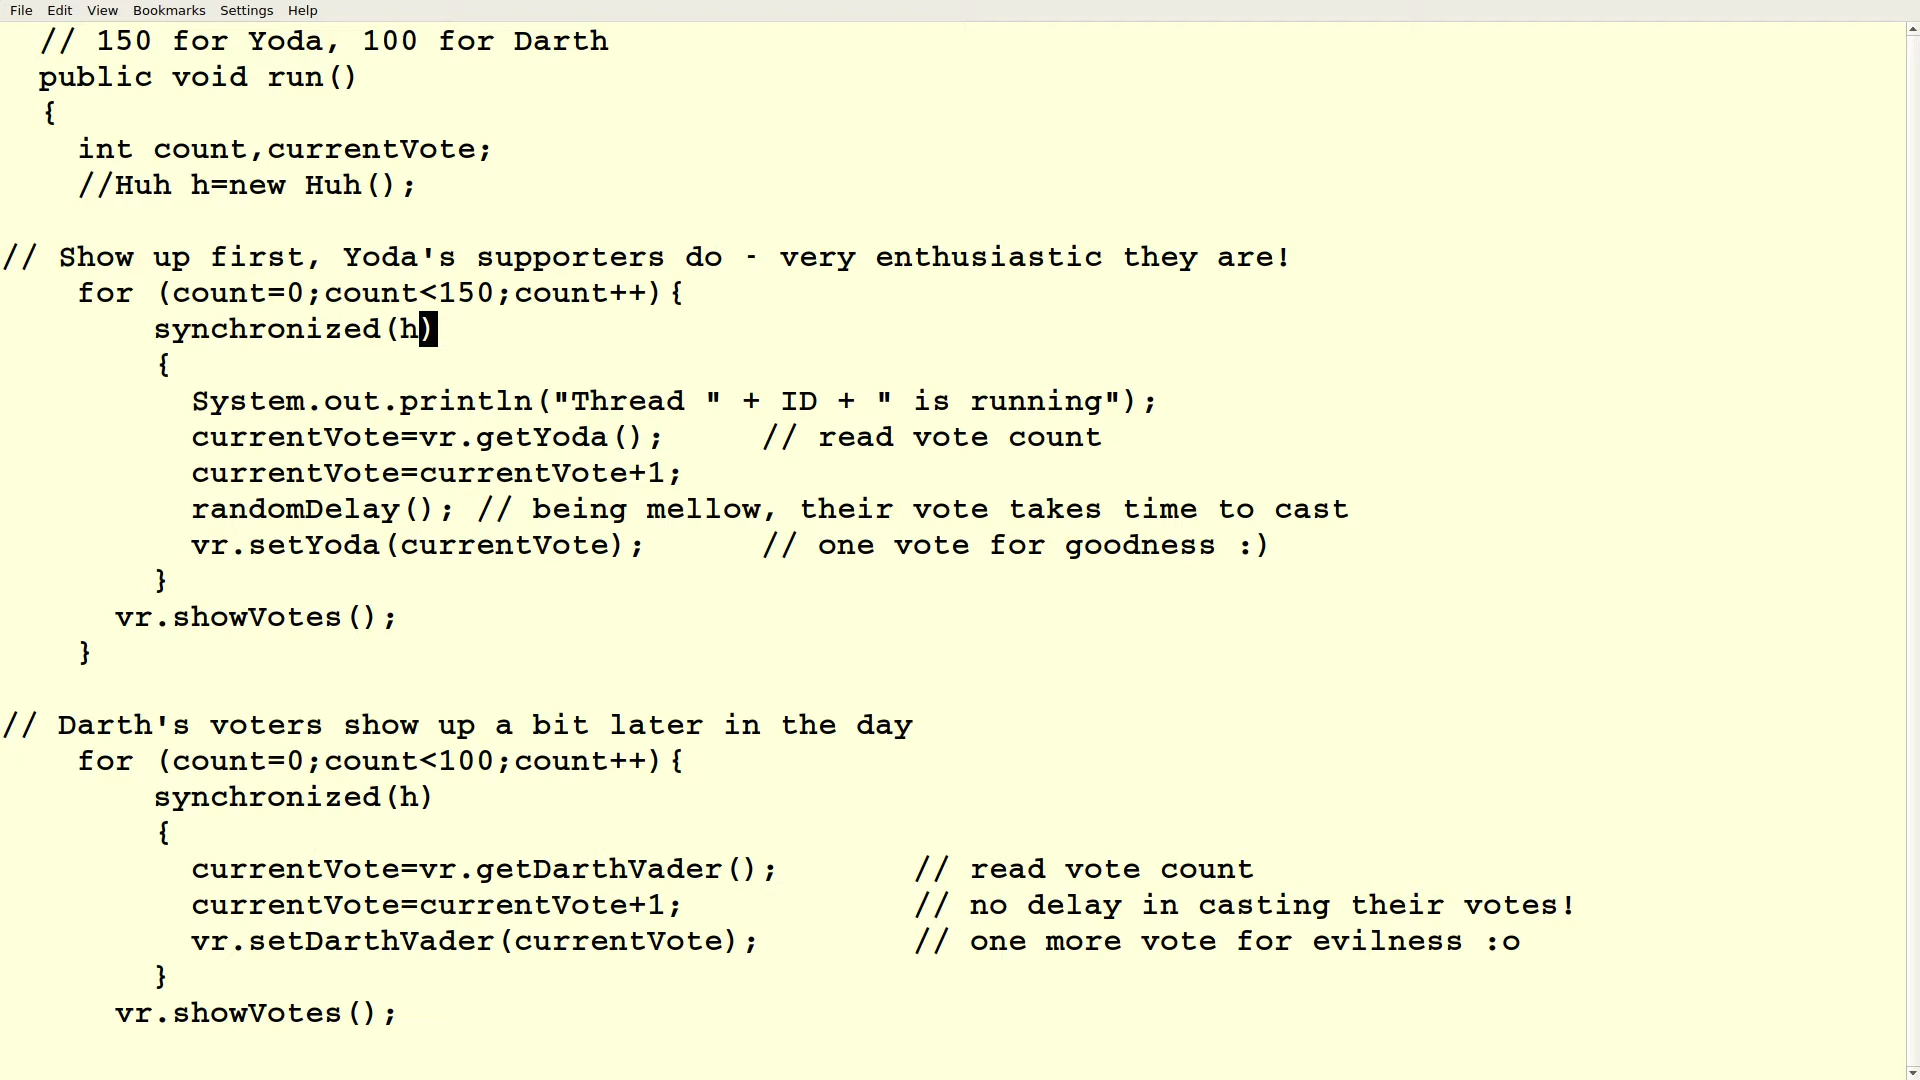 File Edit View Bookmarks Settings Help
// 150 for Yoda, 100 for Darth
public void run()
{
int count,currentVote;
//Huh h=new Huh();
// Show up first, Yoda's supporters do - very enthusiastic they are!
for (count=0;count<150;count++){
synchronized(h)
{
System.out.println("Thread " + ID + " is running");
currentVote=vr.getYoda(); // read vote count
currentVote=currentVote+1;
randomDelay(); // being mellow, their vote takes time to cast
vr.setYoda(currentVote); // one vote for goodness :)
}
vr.showVotes();
}
// Darth's voters show up a bit later in the day
for (count=0;count<100;count++){
synchronized(h)
{
currentVote=vr.getDarthVader(); // read vote count
currentVote=currentVote+1; // no delay in casting their votes!
vr.setDarthVader(currentVote); // one more vote for evilness :o
}
vr.showVotes();